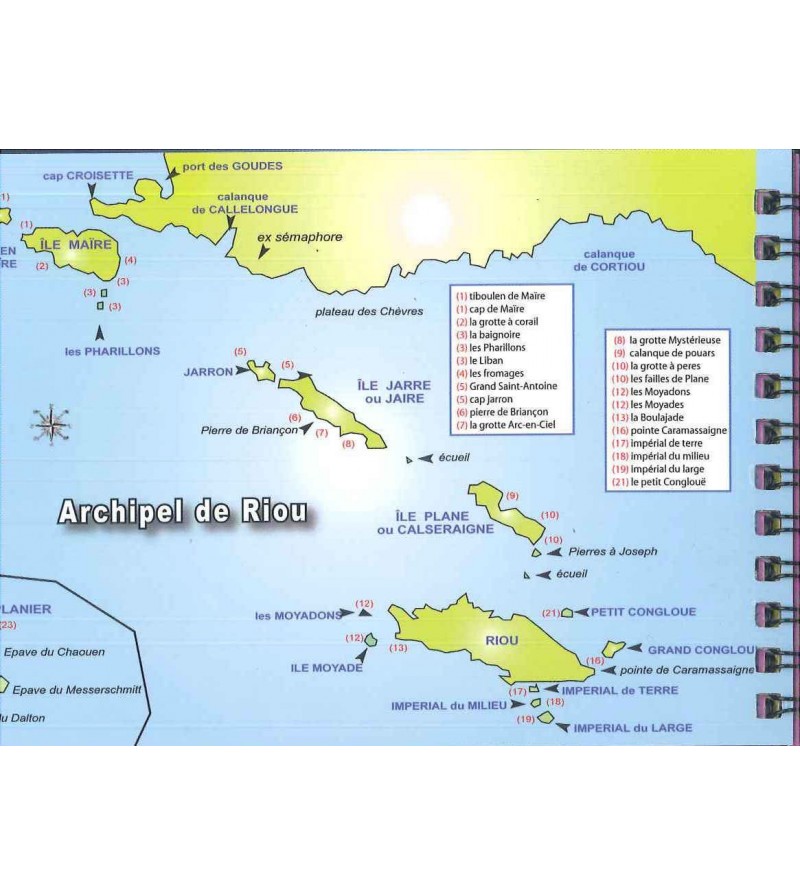 port des GOUDES
cap CROISETTE
1)
calanque
de CALLELONGUE
(1)
ÎLE MAÏRE
ex sémaphore
EN
RE
(2)
(4)
calanque
de CORTIOU
(3)
(3)
(3)
plateau des Chèvres
les PHARILLONS
(1) tiboulen de Maïre
(1) cap de Maïre
(2) la grotte à corail
(3) la baignoire
(3) les Pharillons
(3) le Liban
(4) les fromages
(5) Grand Saint-Antoine
(5) cap Jarron
(6) pierre de Briançon
(7) la grotte Arc-en-Ciel
(8) la grotte Mystérieuse
(9) calanque de pouars
(10) la grotte à peres
(10) les failles de Plane
(12) les Moyadons
(12) les Moyades
(13) la Boulajade
(16) pointe Caramassaigne
(17) impérial de terre
(18) impérial du milieu
(19) impérial du large
(21) le petit Conglouë
(5)
JARRON
(5)
ÎLE JARRE
ou JAIRE
(6)
Pierre de Briançon
(7)
(8)
écueil
Archipel de Riou
(9)
ÎLE PLANE
ou CALSERAIGNE
(10)
(10)
Pierres à Joseph
écueil
PLANIER
(23)
Epave du Chaouen
Epave du Messerschmitt
du Dalton
(12)
les MOYADONS
(12)
ILE MOYADE
(13)
RIOU
(21)
PETIT CONGLOUE
GRAND CONGLOU
(16)
pointe de Caramassaigne
(17)
IMPERIAL de TERRE
IMPERIAL du MILIEU
(18)
(19)
IMPERIAL du LARGE